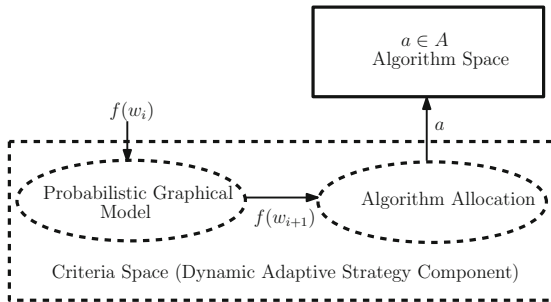 a ∈ A
Algorithm Space
f(w_i)
a
Probabilistic Graphical
Model
f(w_{i+1})
Algorithm Allocation
Criteria Space (Dynamic Adaptive Strategy Component)